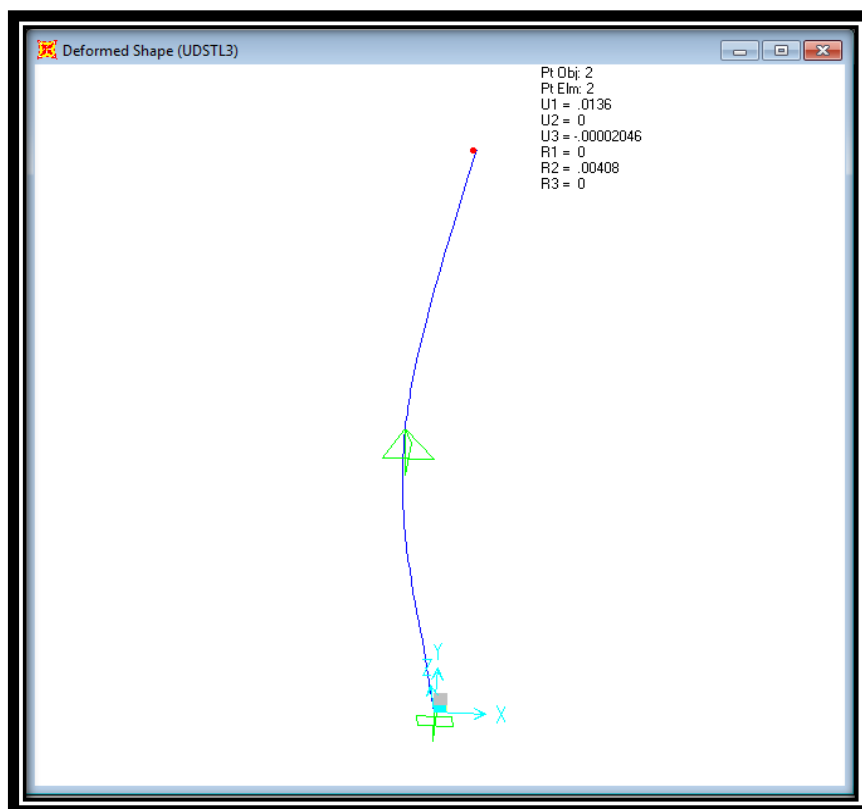 Deformed Shape (UDSTL3)
Pt Obj: 2
Pt Elm: 2
U1 = .0136
U2 = 0
U3 = -.00002046
R1 = 0
R2 = .00408
R3 = 0
Y
Z
X